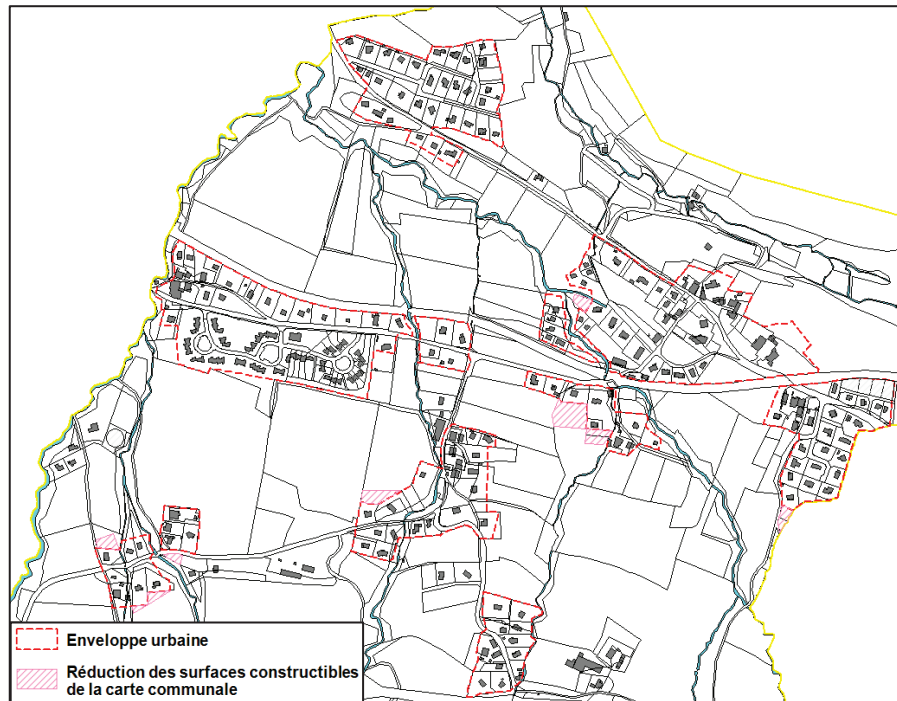 Enveloppe urbaine
Réduction des surfaces constructibles
de la carte communale